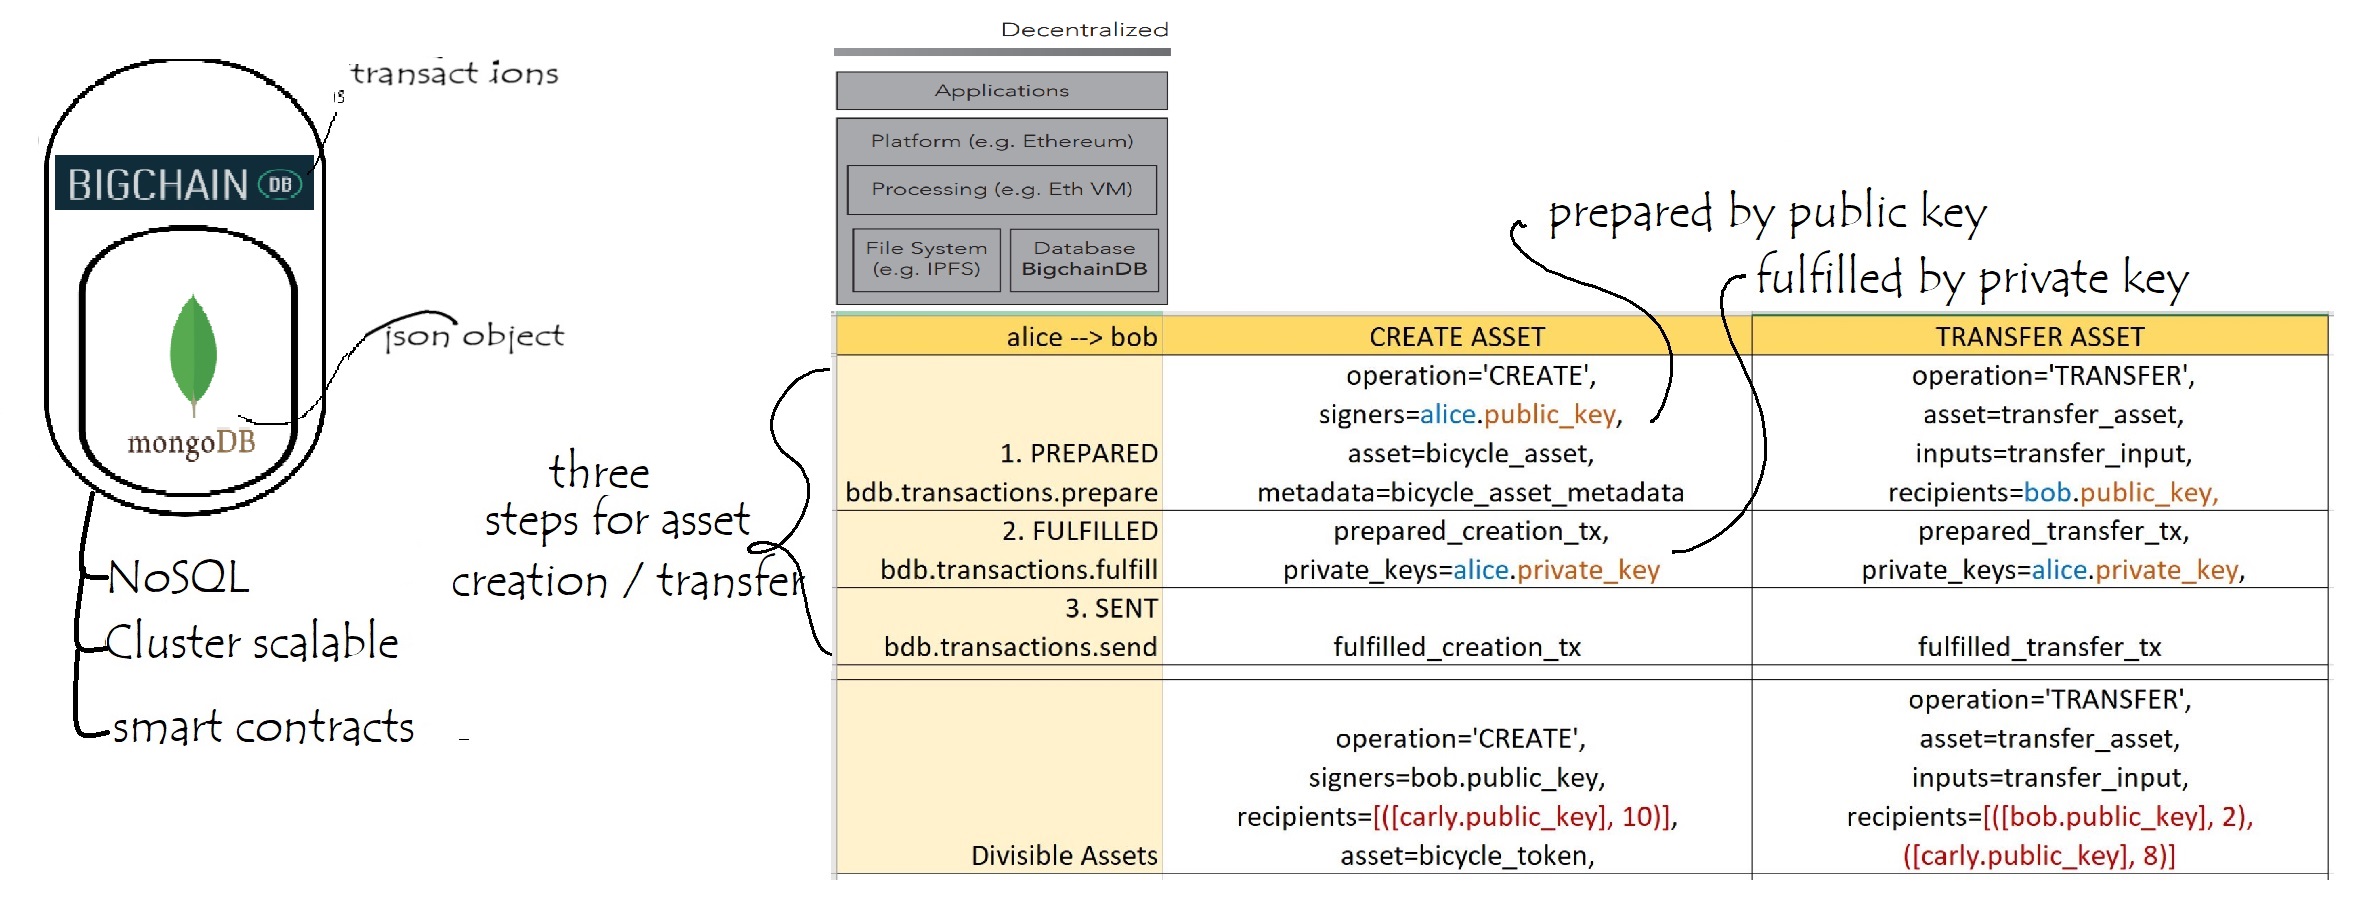 transact ions
is
BIGCHAIN DB
mongoDB
json object
NoSQL
Cluster scalable
smart contracts
three
steps for asset
creation / transfer
Decentralized
Applications
Platform (e.g. Ethereum)
Processing (e.g. Eth VM)
File System
(e.g. IPFS)
Database
BigchainDB
prepared by public key
fulfilled by private key
alice --> bob
CREATE ASSET
TRANSFER ASSET
1. PREPARED
bdb.transactions.prepare
operation='CREATE',
signers=alice.public_key,
asset=bicycle_asset,
metadata=bicycle_asset_metadata
operation='TRANSFER',
asset=transfer_asset,
inputs=transfer_input,
recipients=bob.public_key,
2. FULFILLED
bdb.transactions.fulfill
prepared_creation_tx,
private_keys=alice.private_key
prepared_transfer_tx,
private_keys=alice.private_key,
3. SENT
bdb.transactions.send
fulfilled_creation_tx
fulfilled_transfer_tx
Divisible Assets
operation='CREATE',
signers=bob.public_key,
recipients=[([carly.public_key], 10)],
asset=bicycle_token,
operation='TRANSFER',
asset=transfer_asset,
inputs=transfer_input,
recipients=[([bob.public_key], 2),
([carly.public_key], 8)]